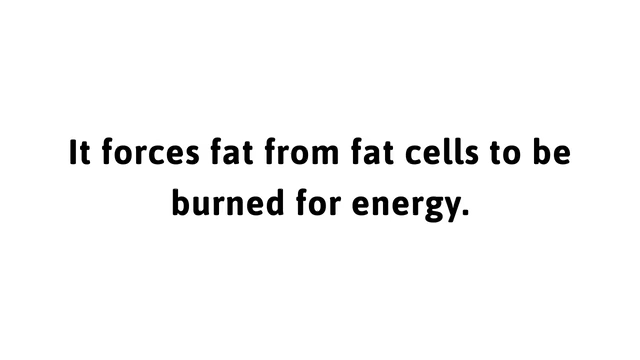 It forces fat from fat cells to be
burned for energy.